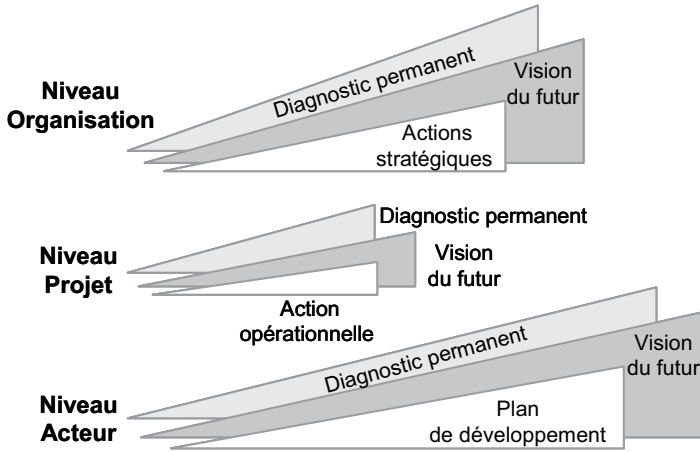 Niveau
Organisation
Diagnostic permanent
Vision
du futur
Actions
stratégiques
Niveau
Projet
Diagnostic permanent
Vision
du futur
Action
opérationnelle
Niveau
Acteur
Diagnostic permanent
Vision
du futur
Plan
de développement